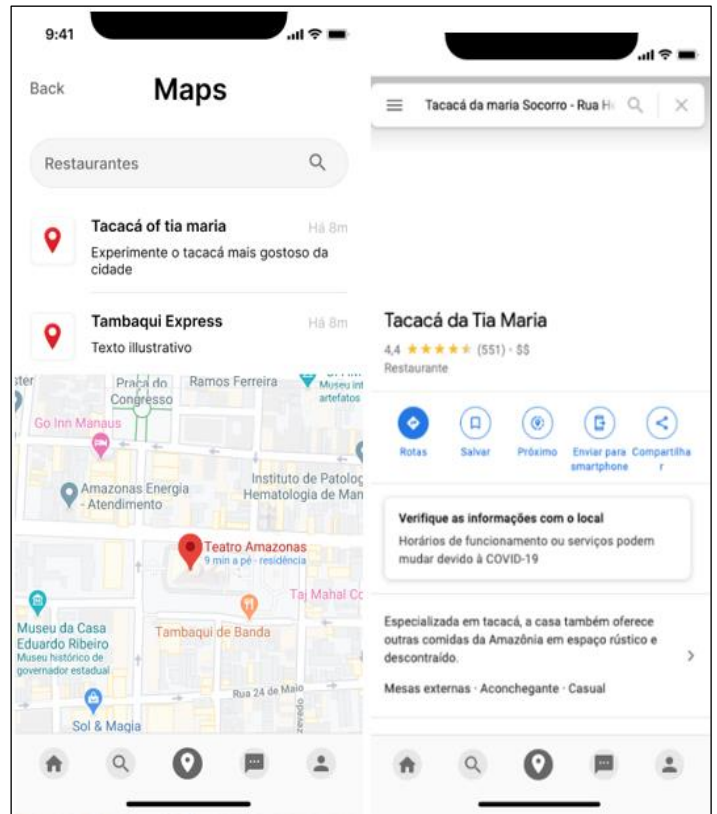 9:41
Back
Maps
Restaurantes
Tacacá of tia maria
Há 8m
Experimente o tacacá mais gostoso da
cidade
Tambaqui Express
Há 8m
Texto illustrativo
Praça do
Congresso
Ramos Ferreira
Museu int
artefatos
Go Inn Manaus
Amazonas Energia
- Atendimento
Instituto de Patolog
Hematologia de Man
Teatro Amazonas
9 min a pé - residência
Taj Mahal Co
Museu da Casa
Eduardo Ribeiro
Museu histórico de
governador estadual
Tambaqui de Banda
Rua 24 de Maio
Sol & Magia
Tacacá da maria Socorro - Rua H
Tacacá da Tia Maria
4,4 (551) · $$
Restaurante
Rotas
Salvar
Próximo
Enviar para
smartphone
Compartilha
r
Verifique as informações com o local
Horários de funcionamento ou serviços podem
mudar devido à COVID-19
Especializada em tacacá, a casa também oferece
outras comidas da Amazônia em espaço rústico e
descontraído.
Mesas externas · Aconchegante · Casual